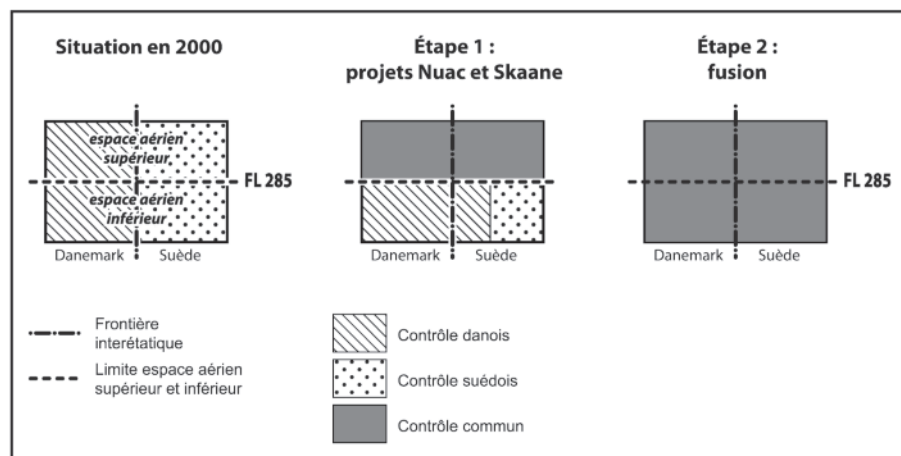 Situation en 2000
Étape 1 :
projets Nuac et Skaane
Étape 2 :
fusion
espace aérien
supérieur
FL 285
espace aérien
inférieur
Danemark Suède
Danemark Suède
FL 285
Danemark Suède
Frontière
interétatique
Limite espace aérien
supérieur et inférieur
Contrôle danois
Contrôle suédois
Contrôle commun